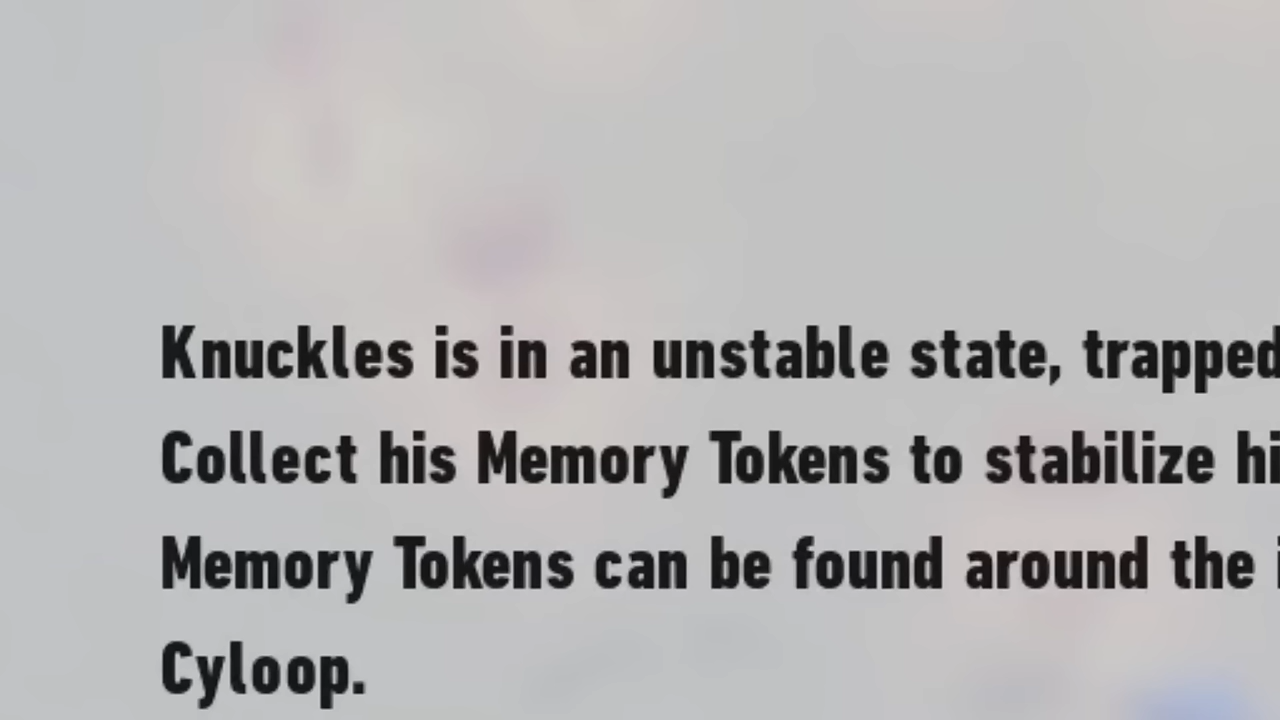 Knuckles is in an unstable state, trapped
Collect his Memory Tokens to stabilize
Memory Tokens can be found around the
Cyloop.